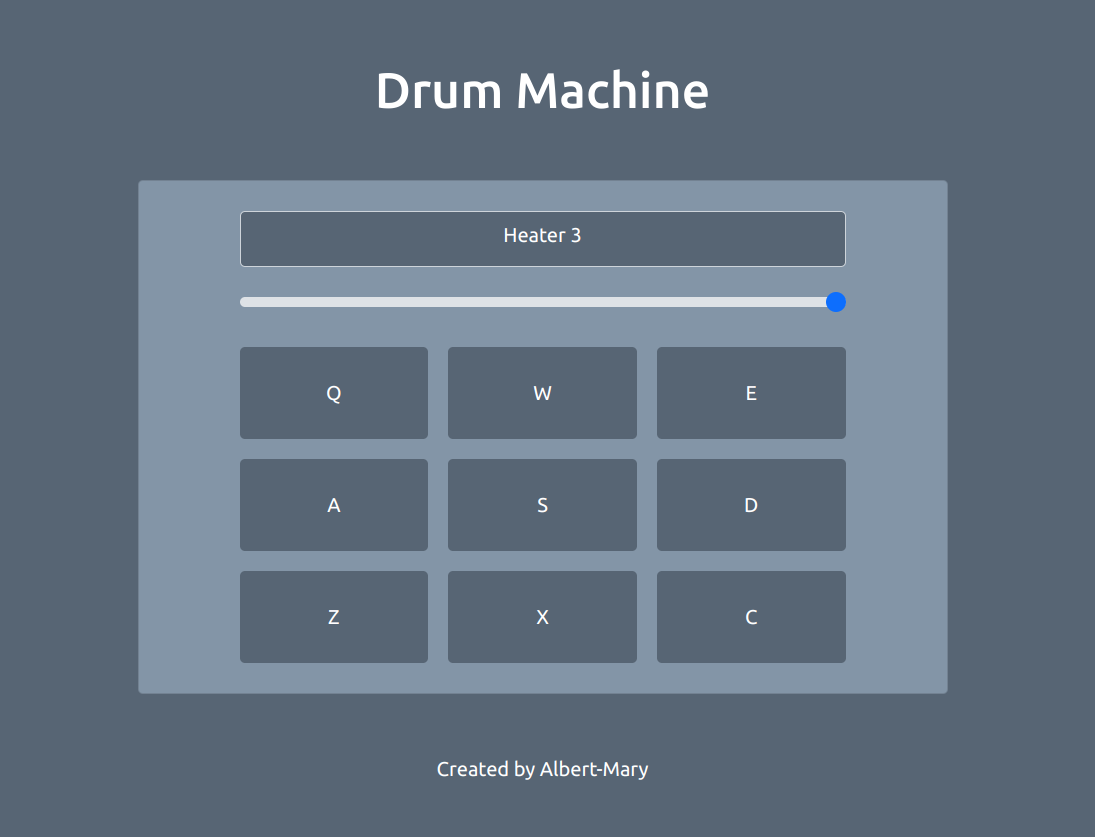 Drum Machine
Heater 3
Q W E
A S D
Z X C
Created by Albert-Mary